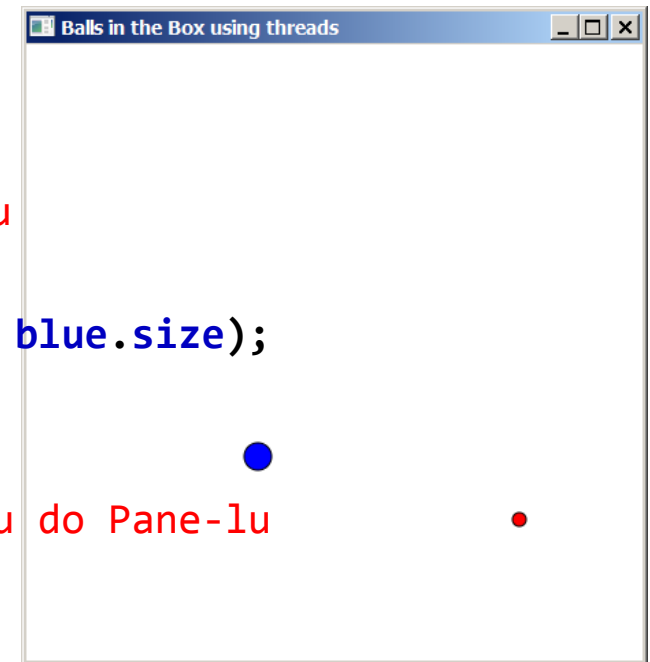 Balls in the Box using threads
u
blue.size);
u do Pane-lu